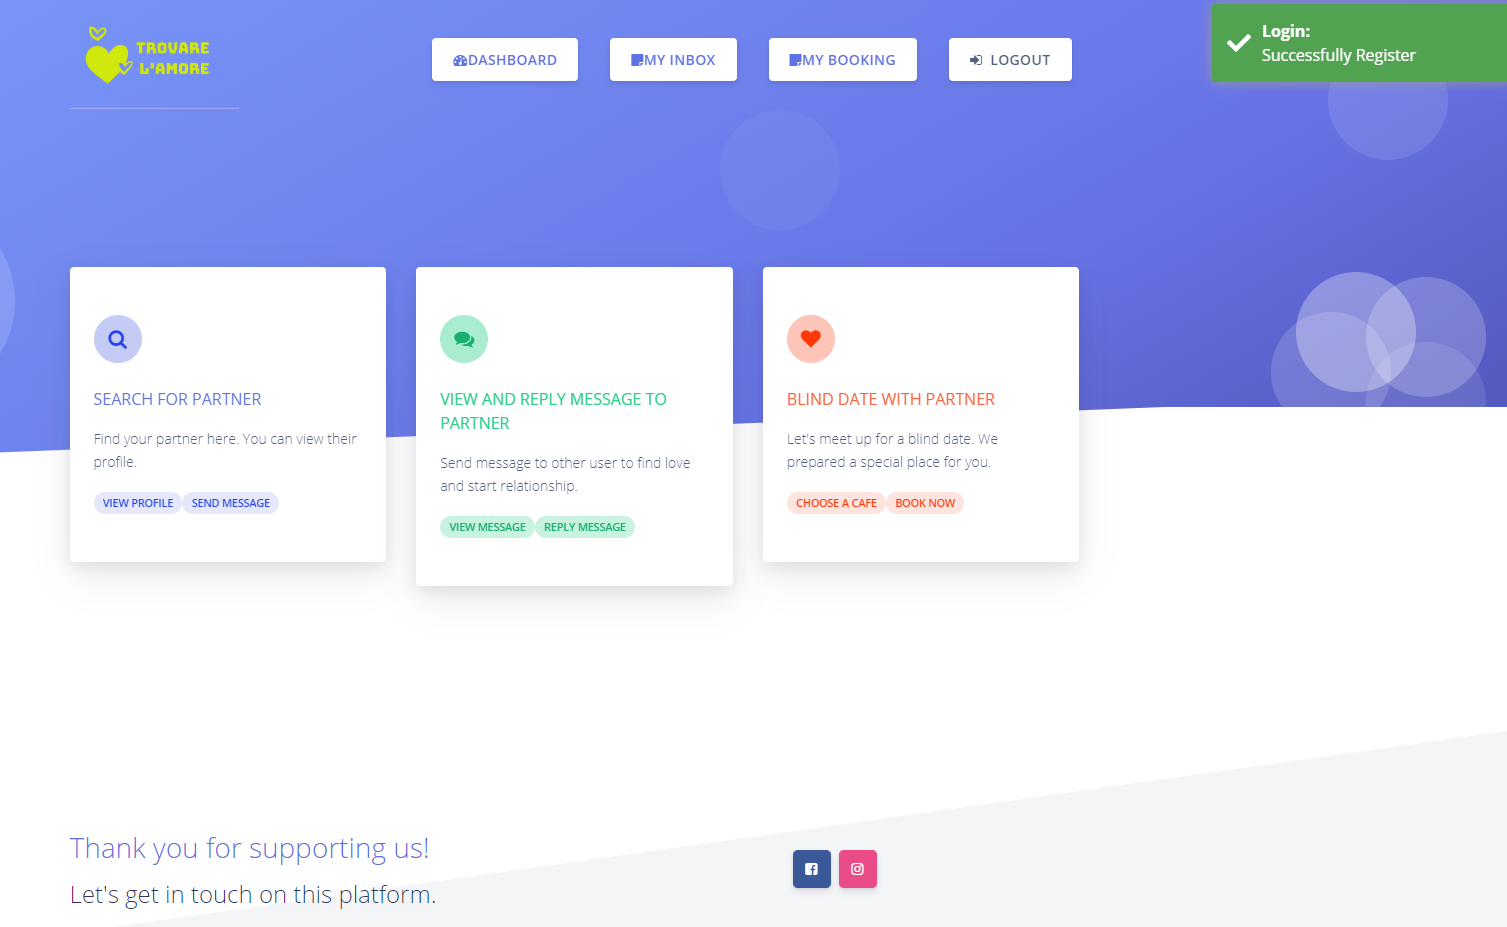 TROVARE
L'AMORE
DASHBOARD
MY INBOX
MY BOOKING
LOGOUT
Login:
Successfully Register
SEARCH FOR PARTNER
Find your partner here. You can view their
profile.
VIEW PROFILE
SEND MESSAGE
VIEW AND REPLY MESSAGE TO
PARTNER
Send message to other user to find love
and start relationship.
VIEW MESSAGE
REPLY MESSAGE
BLIND DATE WITH PARTNER
Let's meet up for a blind date. We
prepared a special place for you.
CHOOSE A CAFE
BOOK NOW
Thank you for supporting us!
Let's get in touch on this platform.